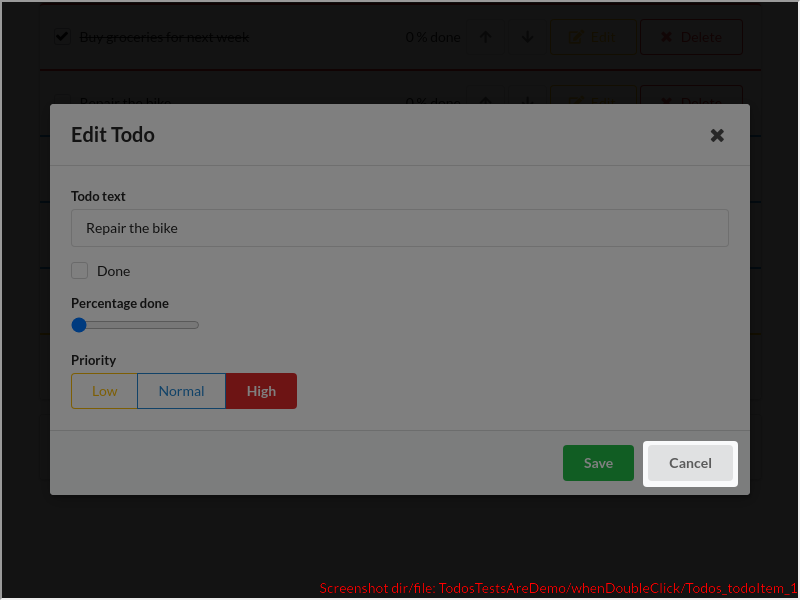 Buy groceries for next week 0 % done Edit Delete
Repair the bike 0 % done Edit Delete
Edit Todo
Todo text
Repair the bike
Done
Percentage done
Priority
Low Normal High
Save Cancel
Screenshot dir/file: TodosTestsAreDemo/whenDoubleClick/Todos_todoItem_1